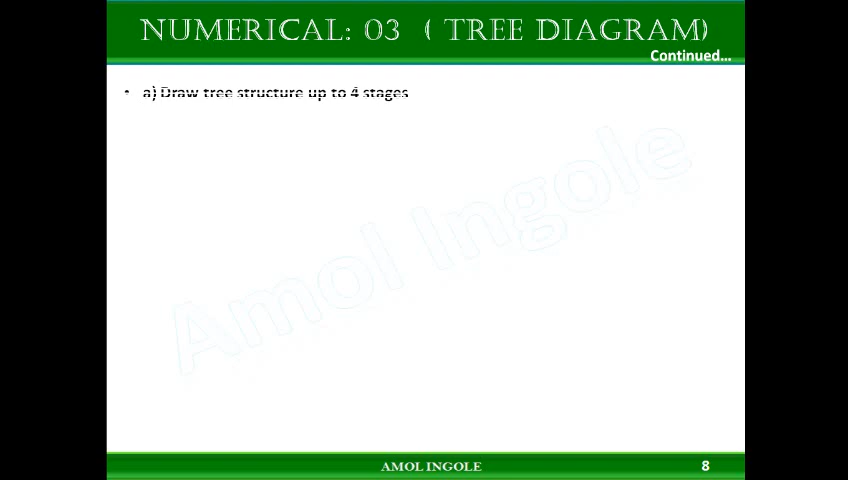 NUMERICAL: 03 ( TREE DIAGRAM)
Continued...
• a) Draw tree structure up to 4 stages
Amol Ingole
AMOL INGOLE
8